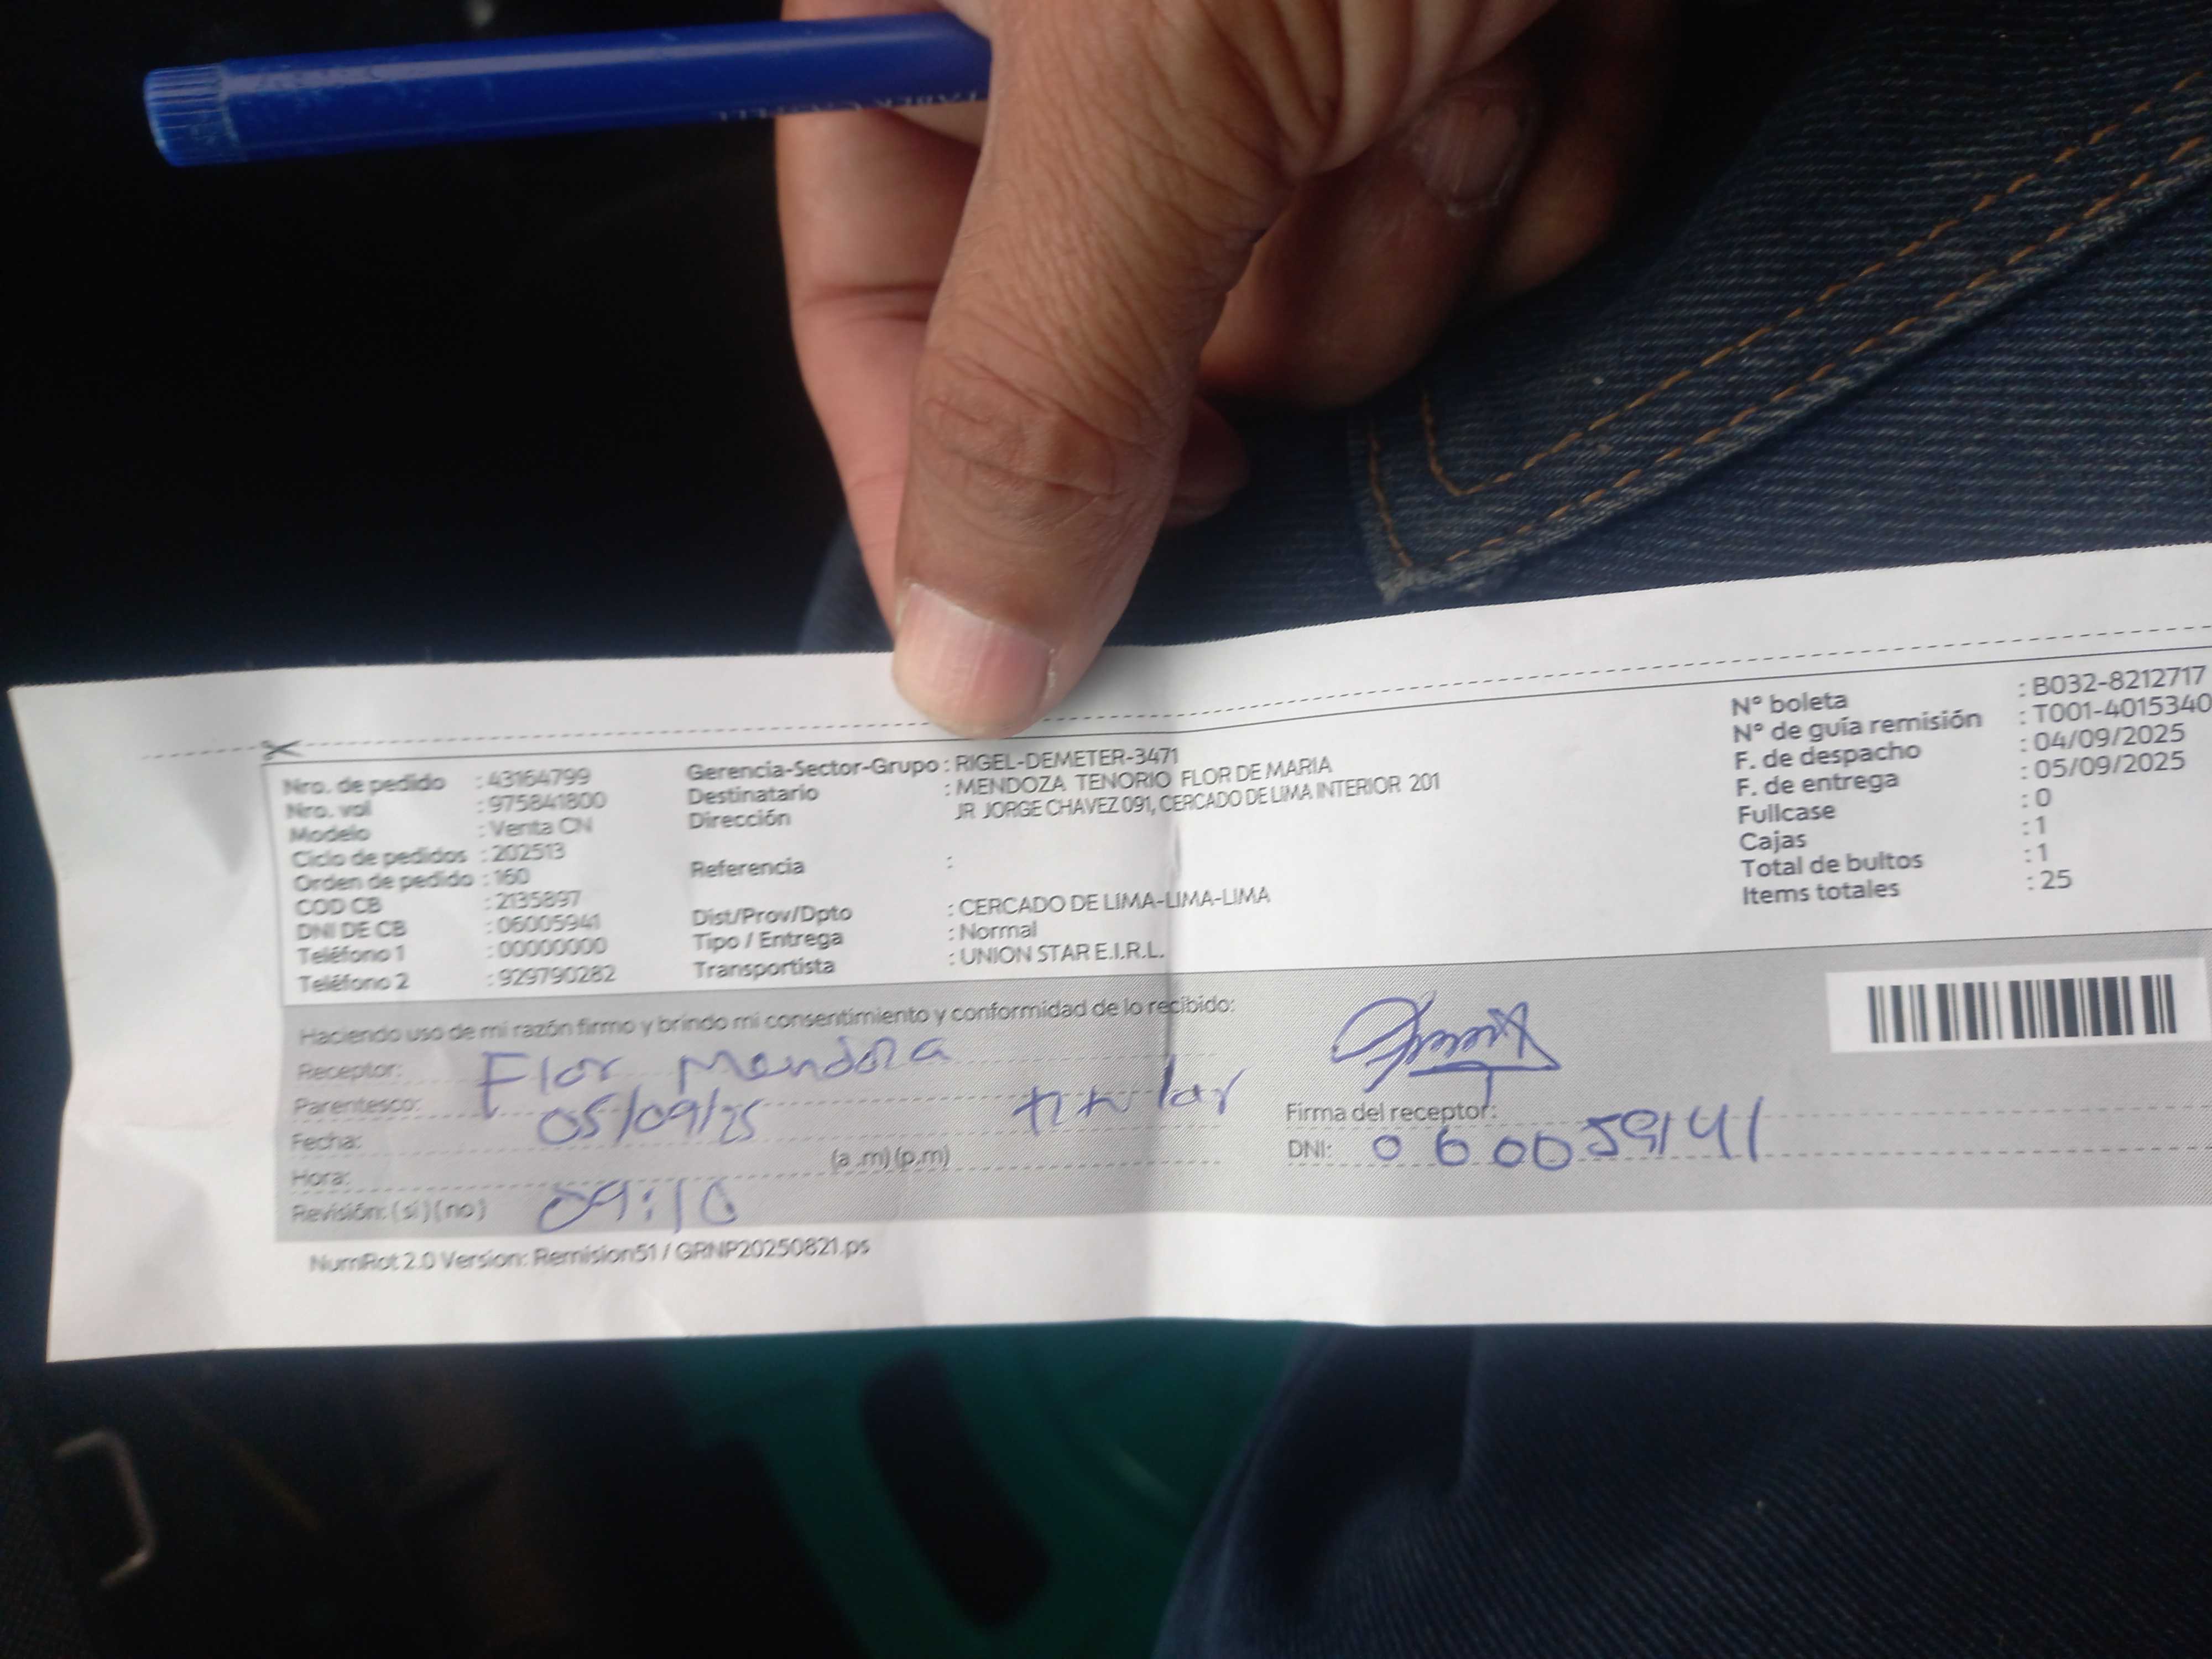 FABER CASTELL
Nro. de pedido : 43164799
Nro. vol : 975841800
Modelo : Venta CN
Ciclo de pedidos : 202513
Orden de pedido : 160
COD CB : 2135897
DNI DE CB : 06005941
Teléfono 1 : 00000000
Teléfono 2 : 929790282
Gerencia-Sector-Grupo : RIGEL-DEMETER-3471
Destinatario : MENDOZA TENORIO FLOR DE MARIA
Dirección JR JORGE CHAVEZ 091, CERCADO DE LIMA INTERIOR 201
Referencia :
Dist/Prov/Dpto : CERCADO DE LIMA-LIMA-LIMA
Tipo / Entrega : Normal
Transportista : UNION STAR E.I.R.L.
N° boleta : B032-8212717
N° de guía remisión : T001-4015340
F. de despacho : 04/09/2025
F. de entrega : 05/09/2025
Fullcase : 0
Cajas : 1
Total de bultos : 1
Items totales : 25
Haciendo uso de mi razón firmo y brindo mi consentimiento y conformidad de lo recibido:
Receptor: Flor Mendoza
Parentesco: titular
Fecha: 05/09/25
Hora: (a .m) (p.m)
Revisión: ( si ) ( no ) 09:10
Firma del receptor:
DNI: 060059141
NumRot 2.0 Version: Remision51 / GRNP20250821.ps